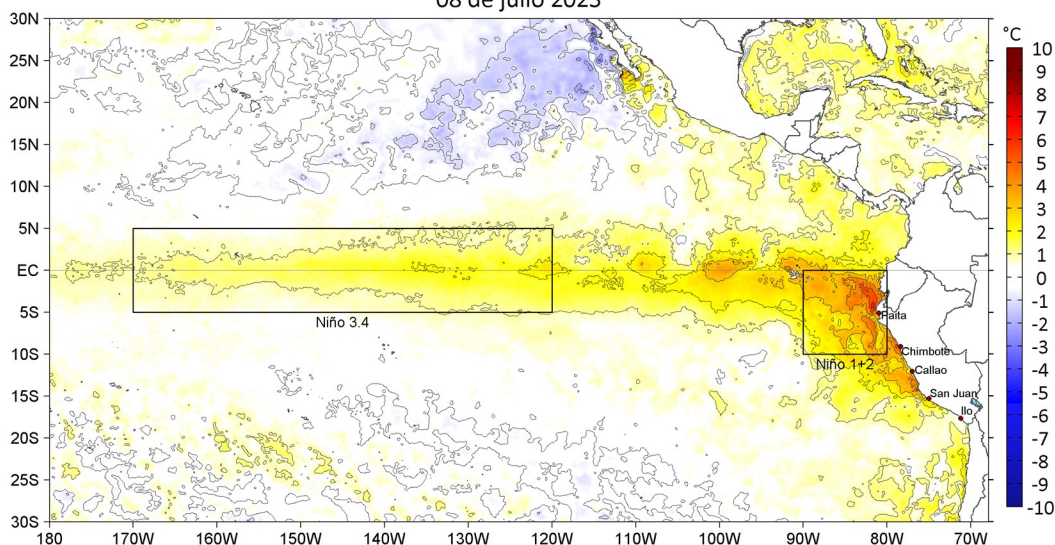 08 de julio 2023
30N
25N
20N
15N
10N
5N
EC
5S
10S
15S
20S
25S
30S
180
170W
160W
150W
140W
130W
120W
110W
100W
90W
80W
70W
Niño 3.4
Niño 1+2
Paita
Chimbote
Callao
San Juan
Ilo
°C
10
9
8
7
6
5
4
3
2
1
0
-1
-2
-3
-4
-5
-6
-7
-8
-9
-10